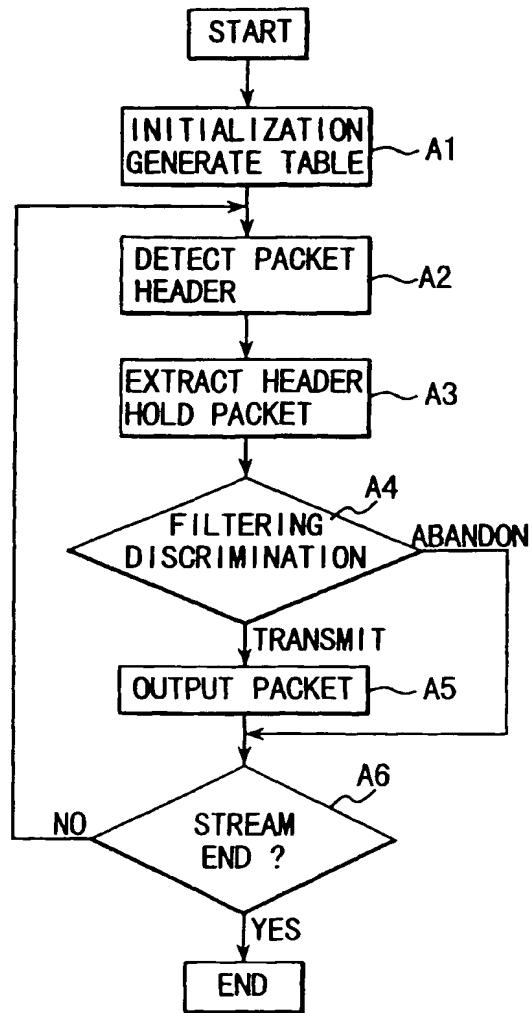 START
INITIALIZATION
GENERATE TABLE
A1
DETECT PACKET
HEADER
A2
EXTRACT HEADER
HOLD PACKET
A3
A4
FILTERING
DISCRIMINATION
ABANDON
TRANSMIT
OUTPUT PACKET
A5
A6
NO
STREAM
END ?
YES
END